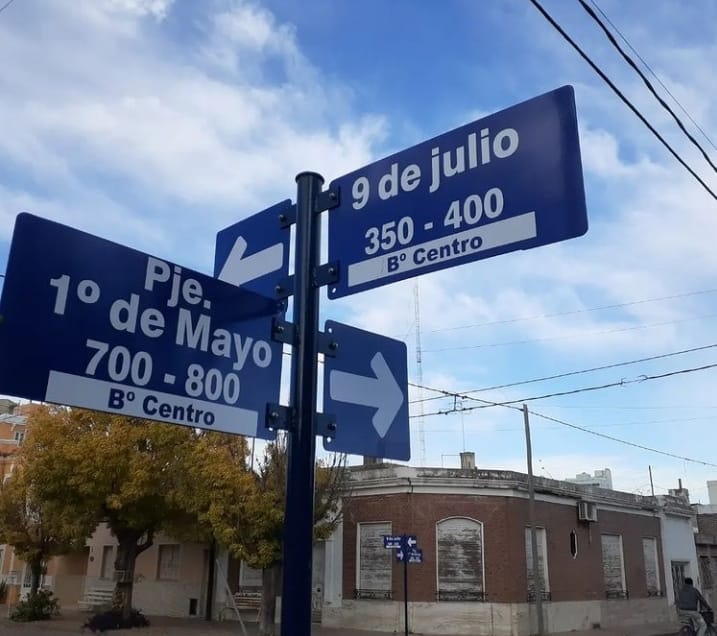 9 de julio
350 - 400
Bº Centro
Pje.
1º de Mayo
700 - 800
Bº Centro